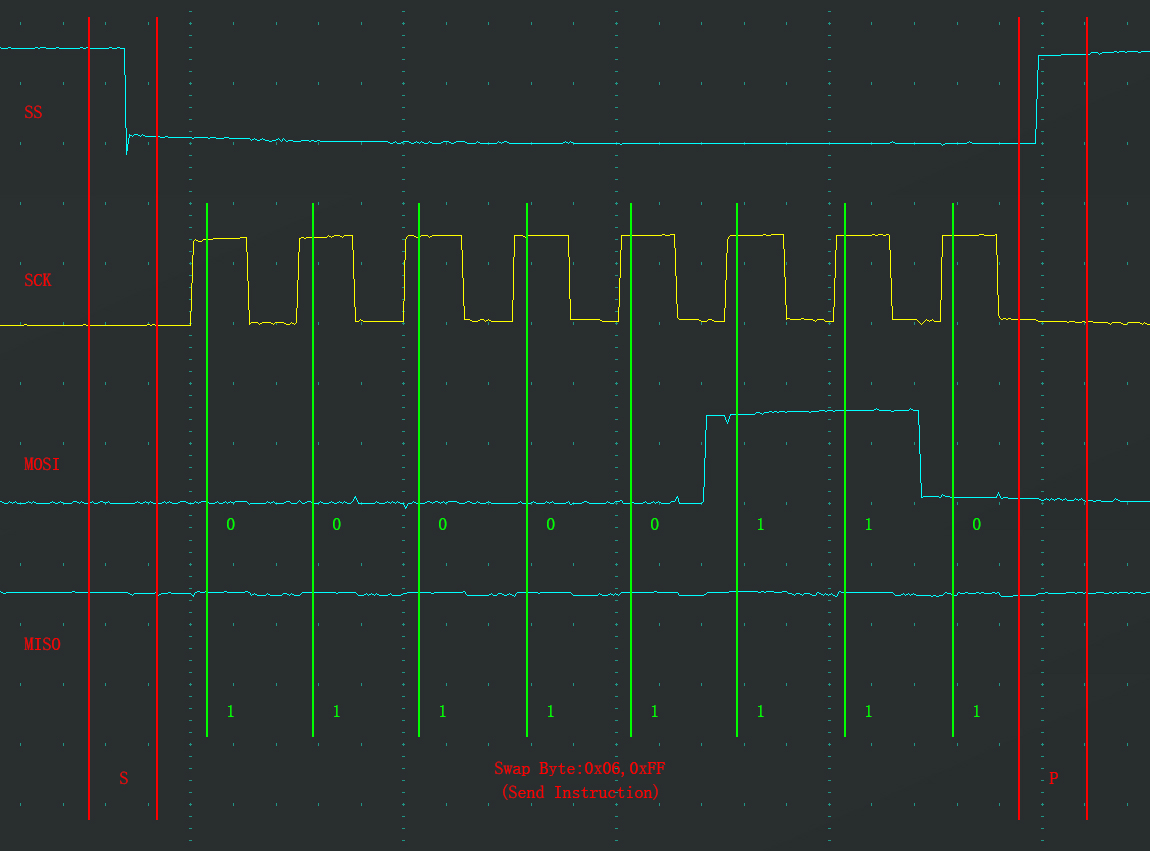 SS
SCK
MOSI
0 0 0 0 0 1 1 0
MISO
1 1 1 1 1 1 1 1
S Swap Byte:0x06,0xFF P
(Send Instruction)